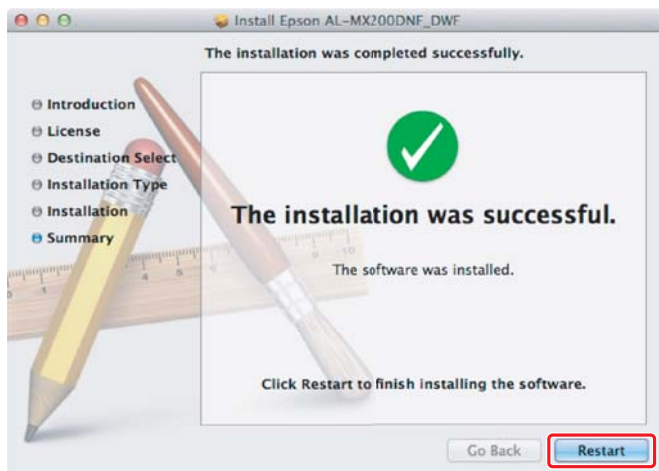 Install Epson AL-MX200DNF_DWF
The installation was completed successfully.
Introduction
License
Destination Select
Installation Type
Installation
Summary
The installation was successful.
The software was installed.
Click Restart to finish installing the software.
Go Back
Restart